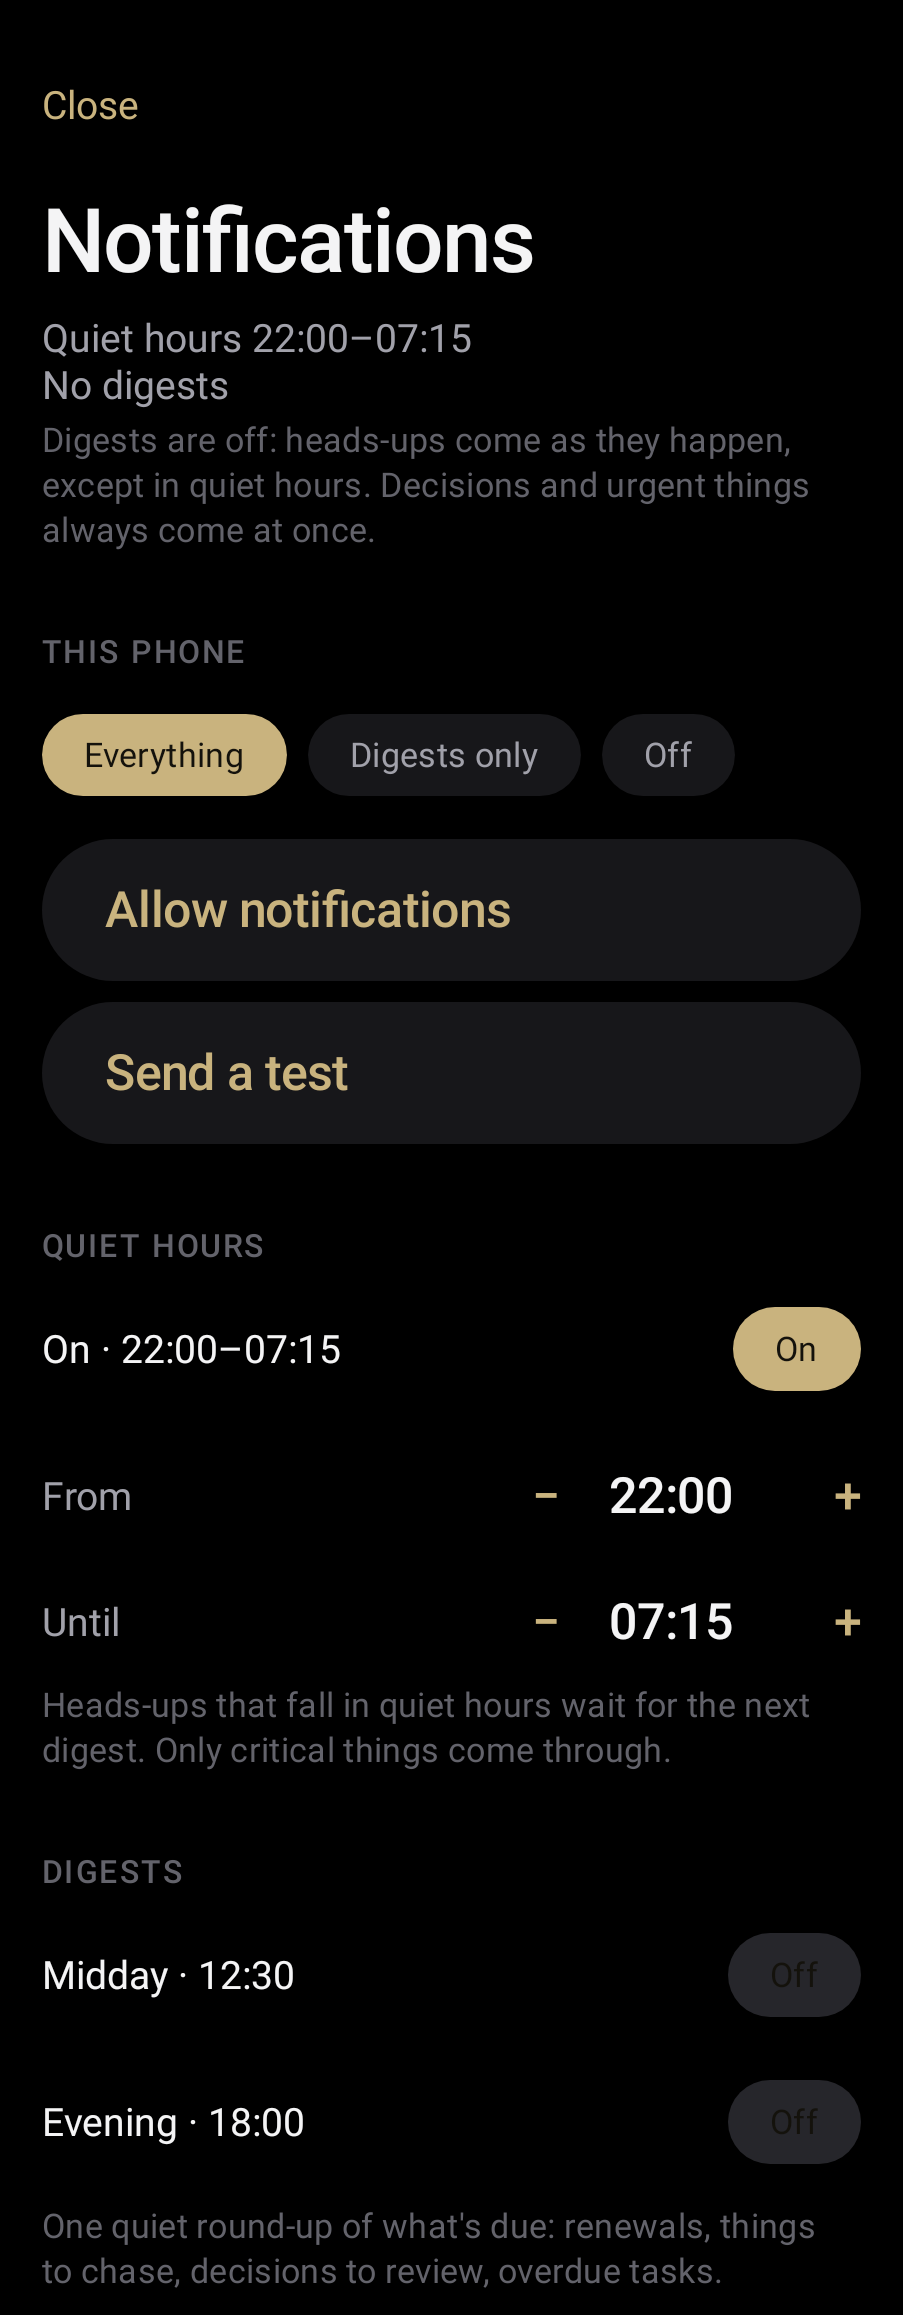 Close
Notifications
Quiet hours 22:00–07:15
No digests
Digests are off: heads-ups come as they happen,
except in quiet hours. Decisions and urgent things
always come at once.
THIS PHONE
Everything Digests only Off
Allow notifications
Send a test
QUIET HOURS
On · 22:00–07:15 On
From − 22:00 +
Until − 07:15 +
Heads-ups that fall in quiet hours wait for the next
digest. Only critical things come through.
DIGESTS
Midday · 12:30 Off
Evening · 18:00 Off
One quiet round-up of what's due: renewals, things
to chase, decisions to review, overdue tasks.